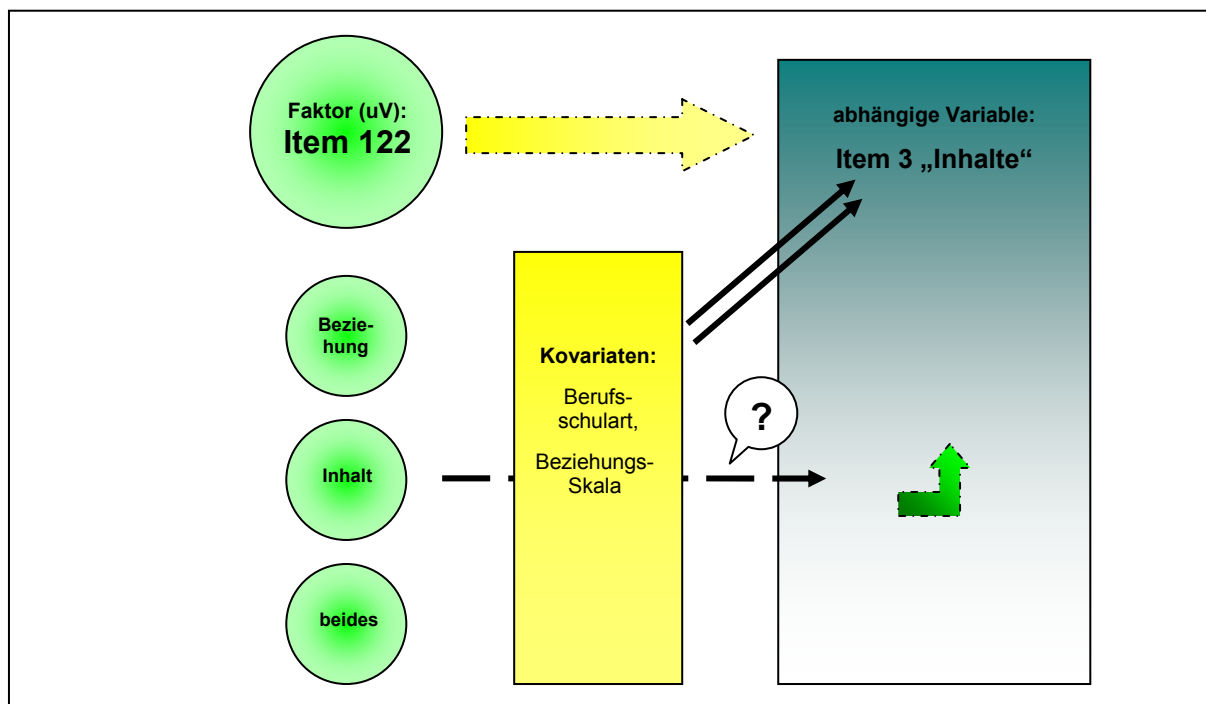 Faktor (uV):
Item 122
abhängige Variable:
Item 3 „Inhalte“
Bezie-
hung
Inhalt
beides
Kovariaten:
Berufs-
schulart,
Beziehungs-
Skala
?